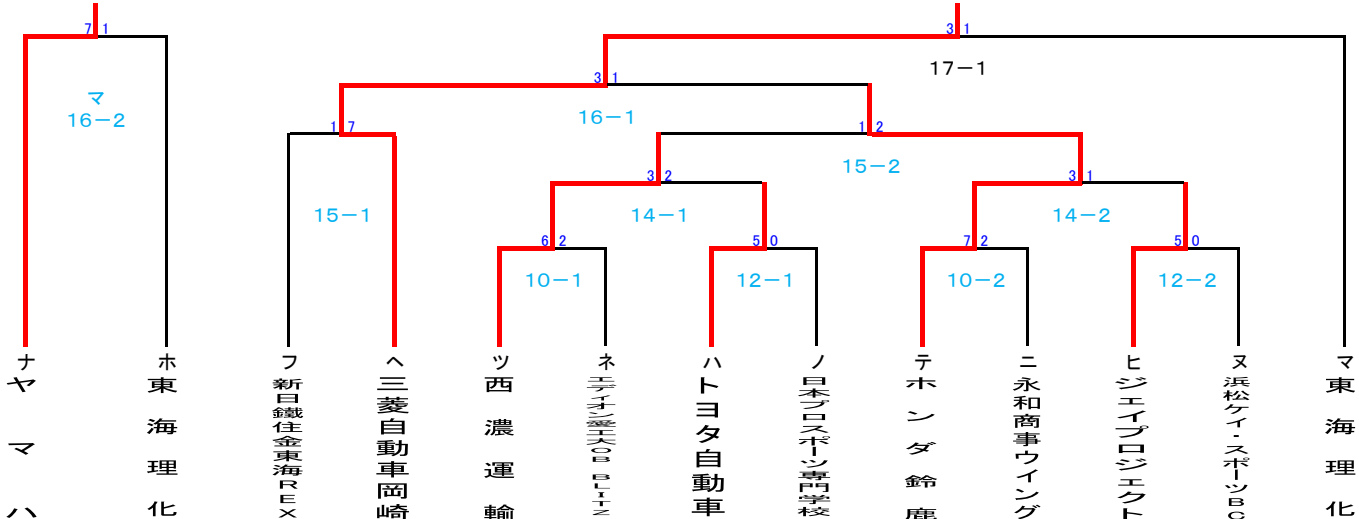 7 1
3 1
17－1
3 1
マ
16－2
16－1
1 7
1 2
15－2
3 2
3 1
15－1
14－1
14－2
6 2
5 0
7 2
5 0
10－1
12－1
10－2
12－2
ナ
ホ
フ
ヘ
ツ
ネ
ハ
ノ
テ
ニ
ヒ
ヌ
マ
ヤマハ
東海理化
新日鐵住金東海REX
三菱自動車岡崎
西濃運輸
エディオン愛工大OB BLITZ
トヨタ自動車
日本プロスポーツ専門学校
ホンダ鈴鹿
永和商事ウイング
ジェイプロジェクト
浜松ケイ・スポーツBC
東海理化